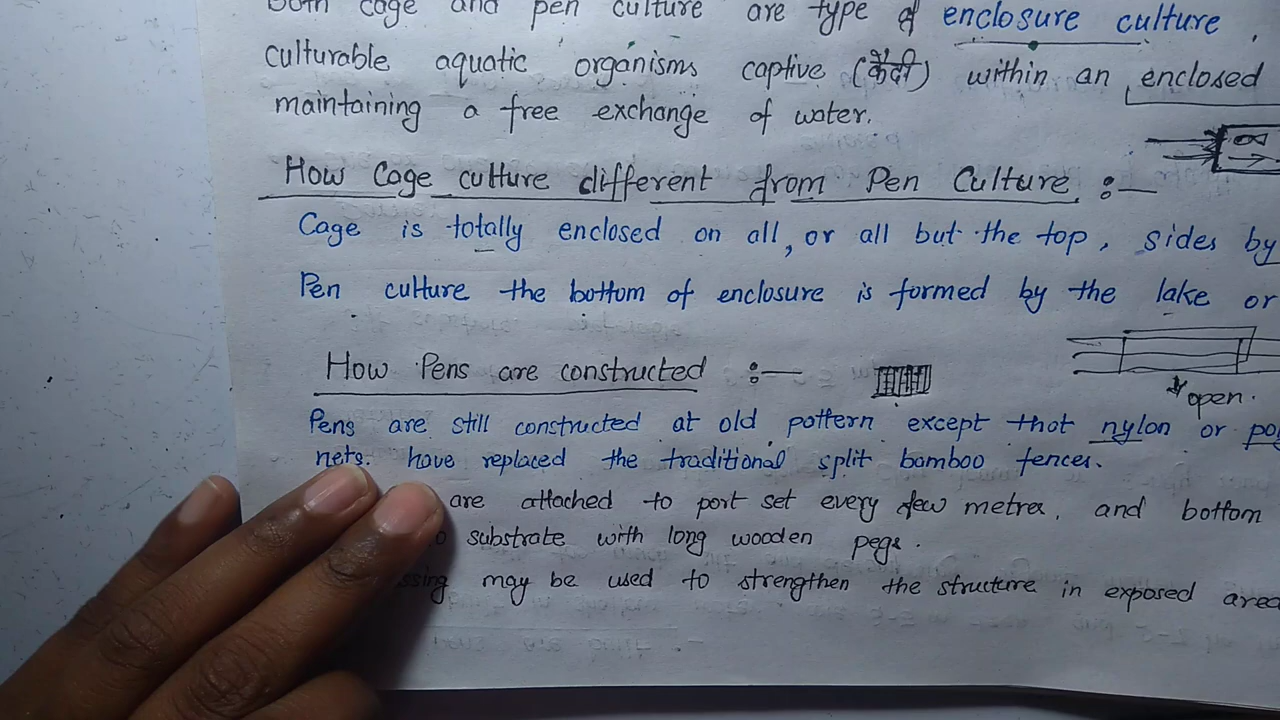 Both cage and pen culture are type of enclosure culture.
culturable aquatic organisms captive (कैदी) within an enclosed
maintaining a free exchange of water.
How Cage culture different from Pen Culture :—
Cage is totally enclosed on all, or all but the top, sides by
Pen culture the bottom of enclosure is formed by the lake or
How Pens are constructed :—
open.
Pens are still constructed at old pattern except that nylon or
nets. have replaced the traditional split bamboo fences.
are attached to port set every few metre, and bottom
substrate with long wooden pegs.
may be used to strengthen the structure in exposed area